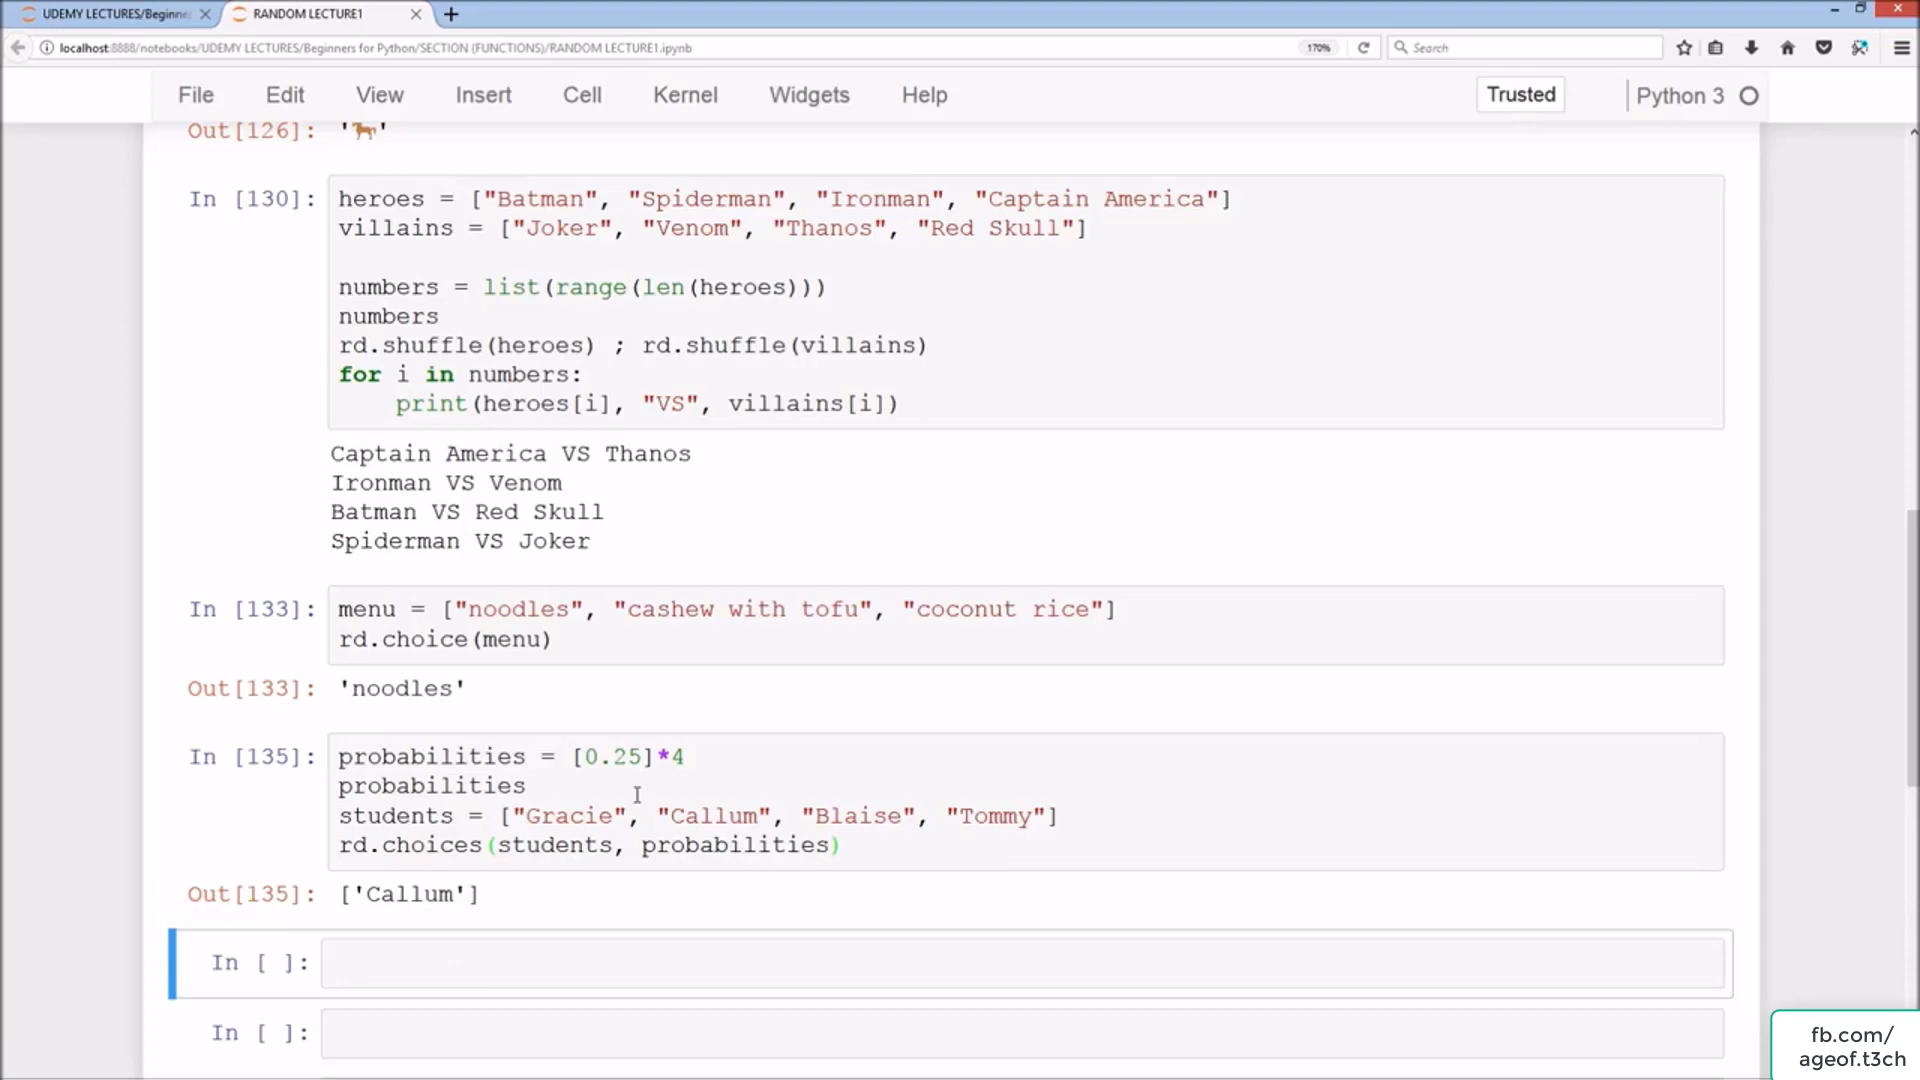 UDEMY LECTURES/Beginne
RANDOM LECTURE1
localhost:8888/notebooks/UDEMY LECTURES/Beginners for Python/SECTION (FUNCTIONS)/RANDOM LECTURE1.ipynb
170%
Search
File Edit View Insert Cell Kernel Widgets Help
Trusted
Python 3
Out[126]: '🐎'
In [130]: heroes = ["Batman", "Spiderman", "Ironman", "Captain America"]
villains = ["Joker", "Venom", "Thanos", "Red Skull"]
numbers = list(range(len(heroes)))
numbers
rd.shuffle(heroes) ; rd.shuffle(villains)
for i in numbers:
print(heroes[i], "VS", villains[i])
Captain America VS Thanos
Ironman VS Venom
Batman VS Red Skull
Spiderman VS Joker
In [133]: menu = ["noodles", "cashew with tofu", "coconut rice"]
rd.choice(menu)
Out[133]: 'noodles'
In [135]: probabilities = [0.25]*4
probabilities
students = ["Gracie", "Callum", "Blaise", "Tommy"]
rd.choices(students, probabilities)
Out[135]: ['Callum']
In [ ]:
In [ ]:
fb.com/
ageof.t3ch